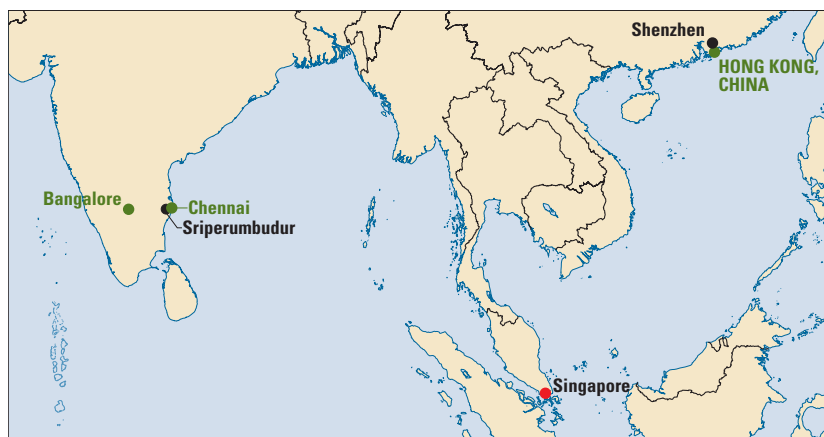 Shenzhen
HONG KONG,
CHINA
Bangalore
Chennai
Sriperumbudur
Singapore